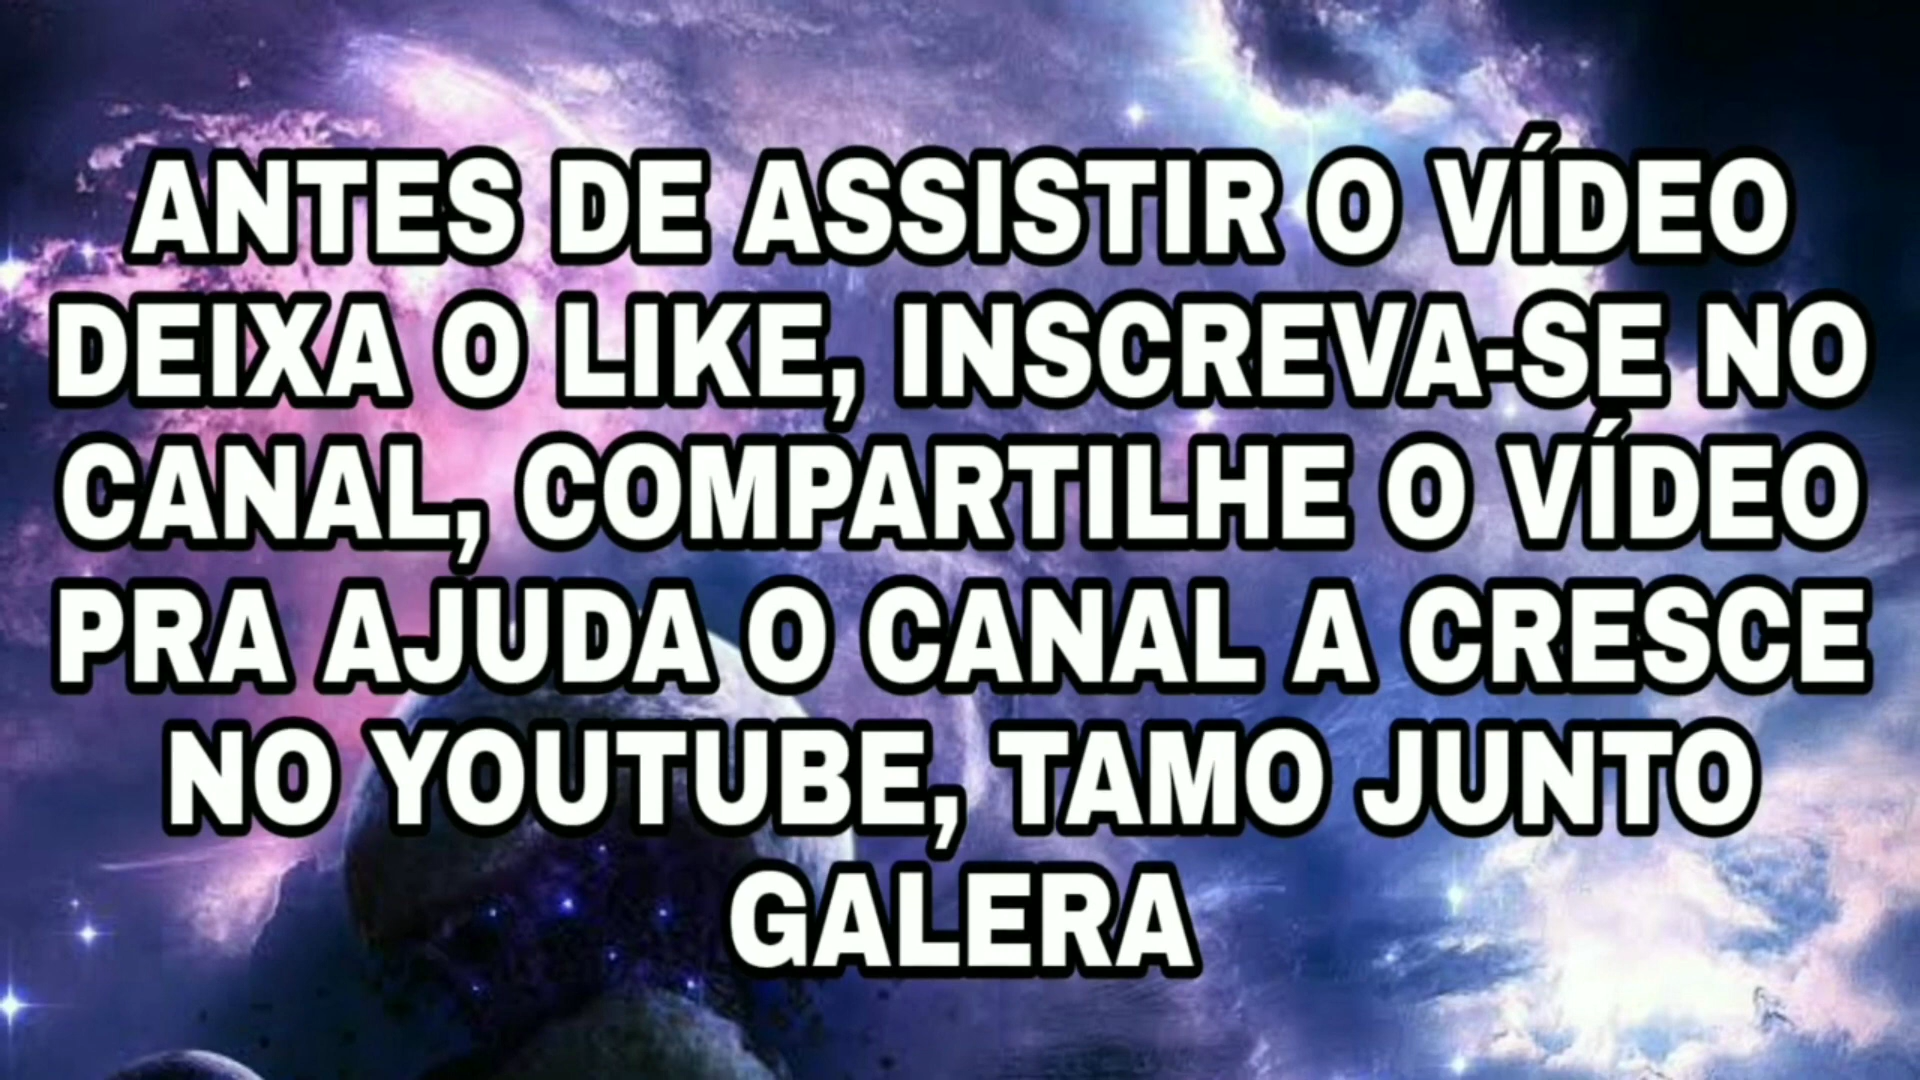 ANTES DE ASSISTIR O VÍDEO
DEIXA O LIKE, INSCREVA-SE NO
CANAL, COMPARTILHE O VÍDEO
PRA AJUDA O CANAL A CRESCE
NO YOUTUBE, TAMO JUNTO
GALERA